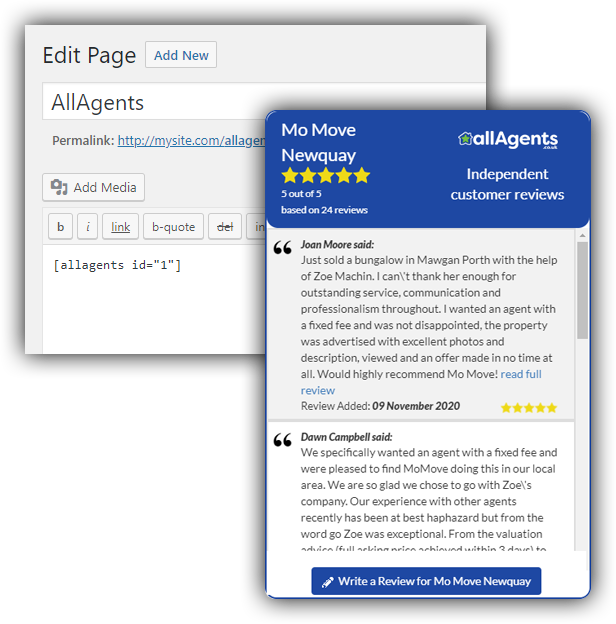 Edit Page
Add New
AllAgents
Permalink: http://mysite.com/allagen
Add Media
b
i
link
b-quote
del
in
[allagents id="1"]
Mo Move
Newquay
5 out of 5
based on 24 reviews
allAgents
.co.uk
Independent
customer reviews
Joan Moore said:
Just sold a bungalow in Mawgan Porth with the help
of Zoe Machin. I can\'t thank her enough for
outstanding service, communication and
professionalism throughout. I wanted an agent with
a fixed fee and was not disappointed, the property
was advertised with excellent photos and
description, viewed and an offer made in no time at
all. Would highly recommend Mo Move! read full
review
Review Added: 09 November 2020
Dawn Campbell said:
We specifically wanted an agent with a fixed fee and
were pleased to find MoMove doing this in our local
area. We are so glad we chose to go with Zoe\'s
company. Our experience with other agents
recently has been at best haphazard but from the
word go Zoe was exceptional. From the valuation
advice (full asking price achieved within 3 days) to
Write a Review for Mo Move Newquay